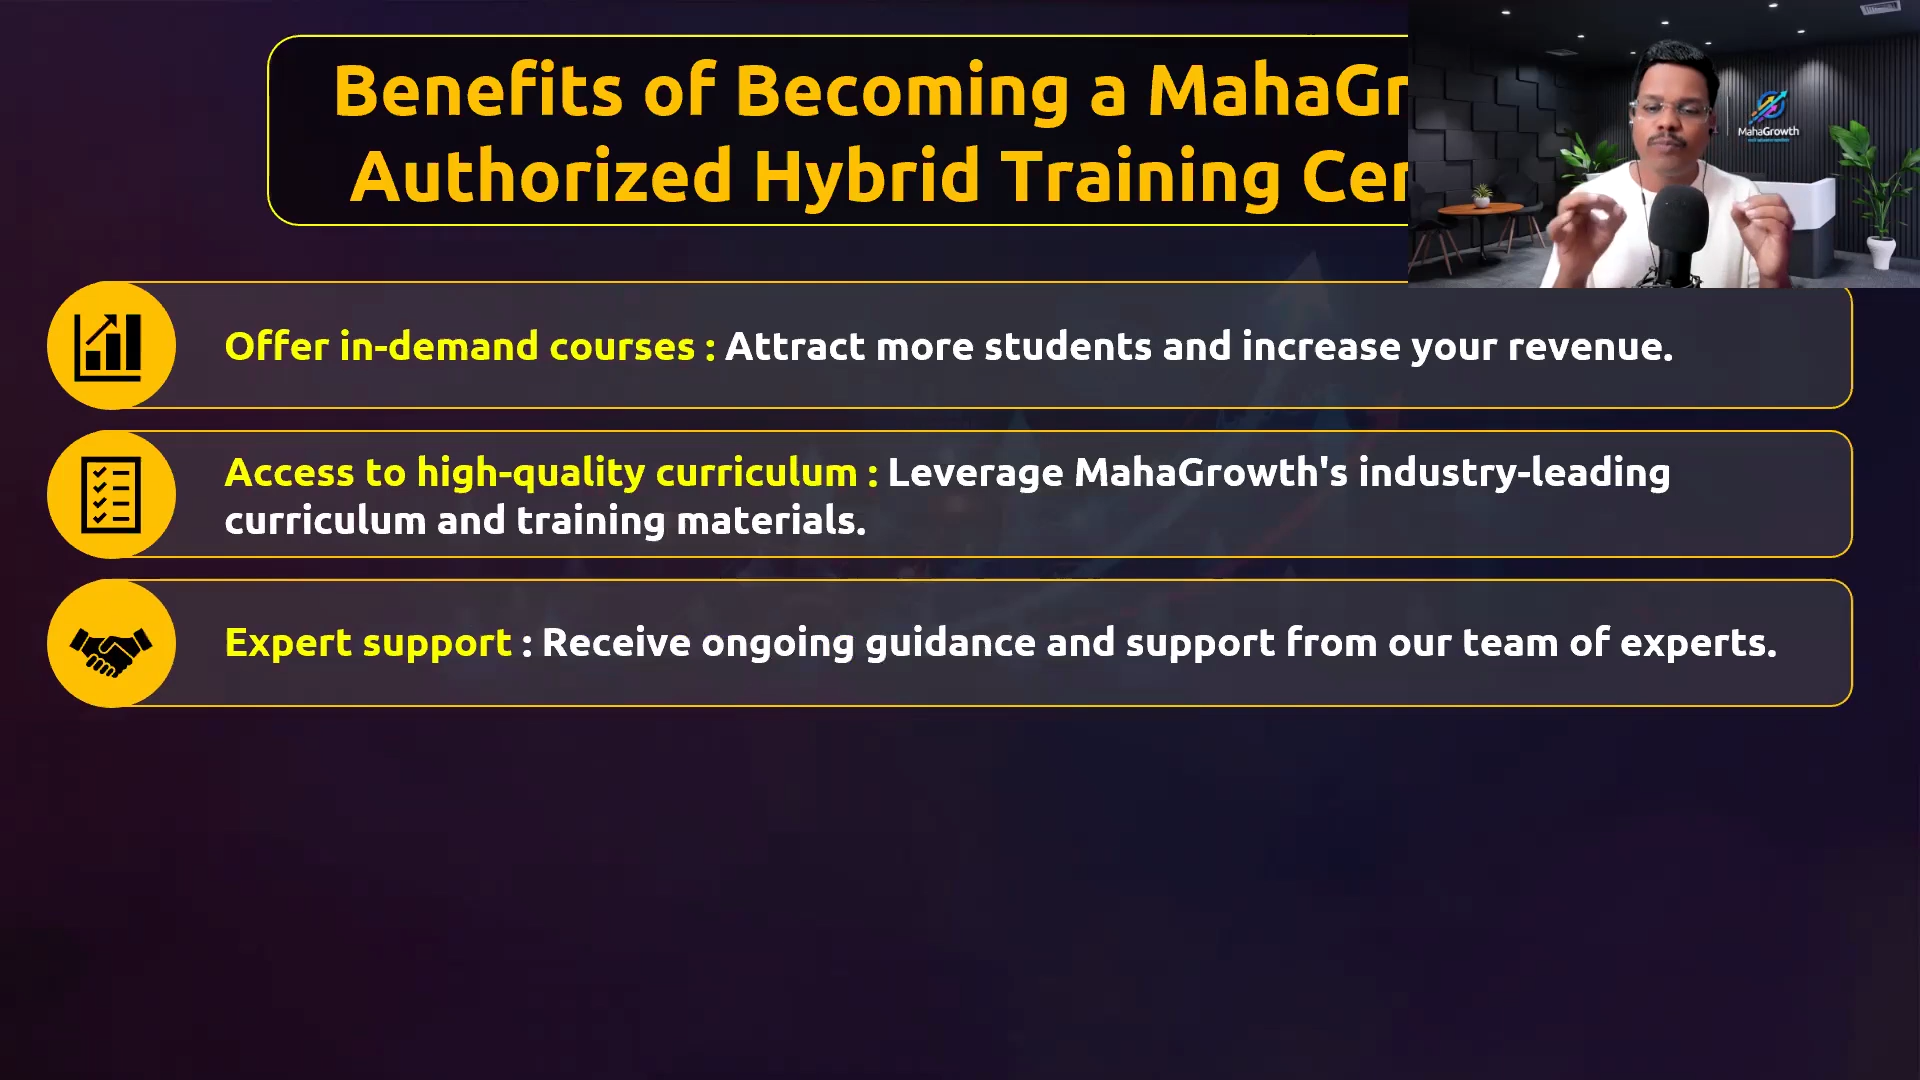 Benefits of Becoming a MahaGr
Authorized Hybrid Training Cen
MahaGrowth
Offer in-demand courses : Attract more students and increase your revenue.
Access to high-quality curriculum : Leverage MahaGrowth's industry-leading
curriculum and training materials.
Expert support : Receive ongoing guidance and support from our team of experts.